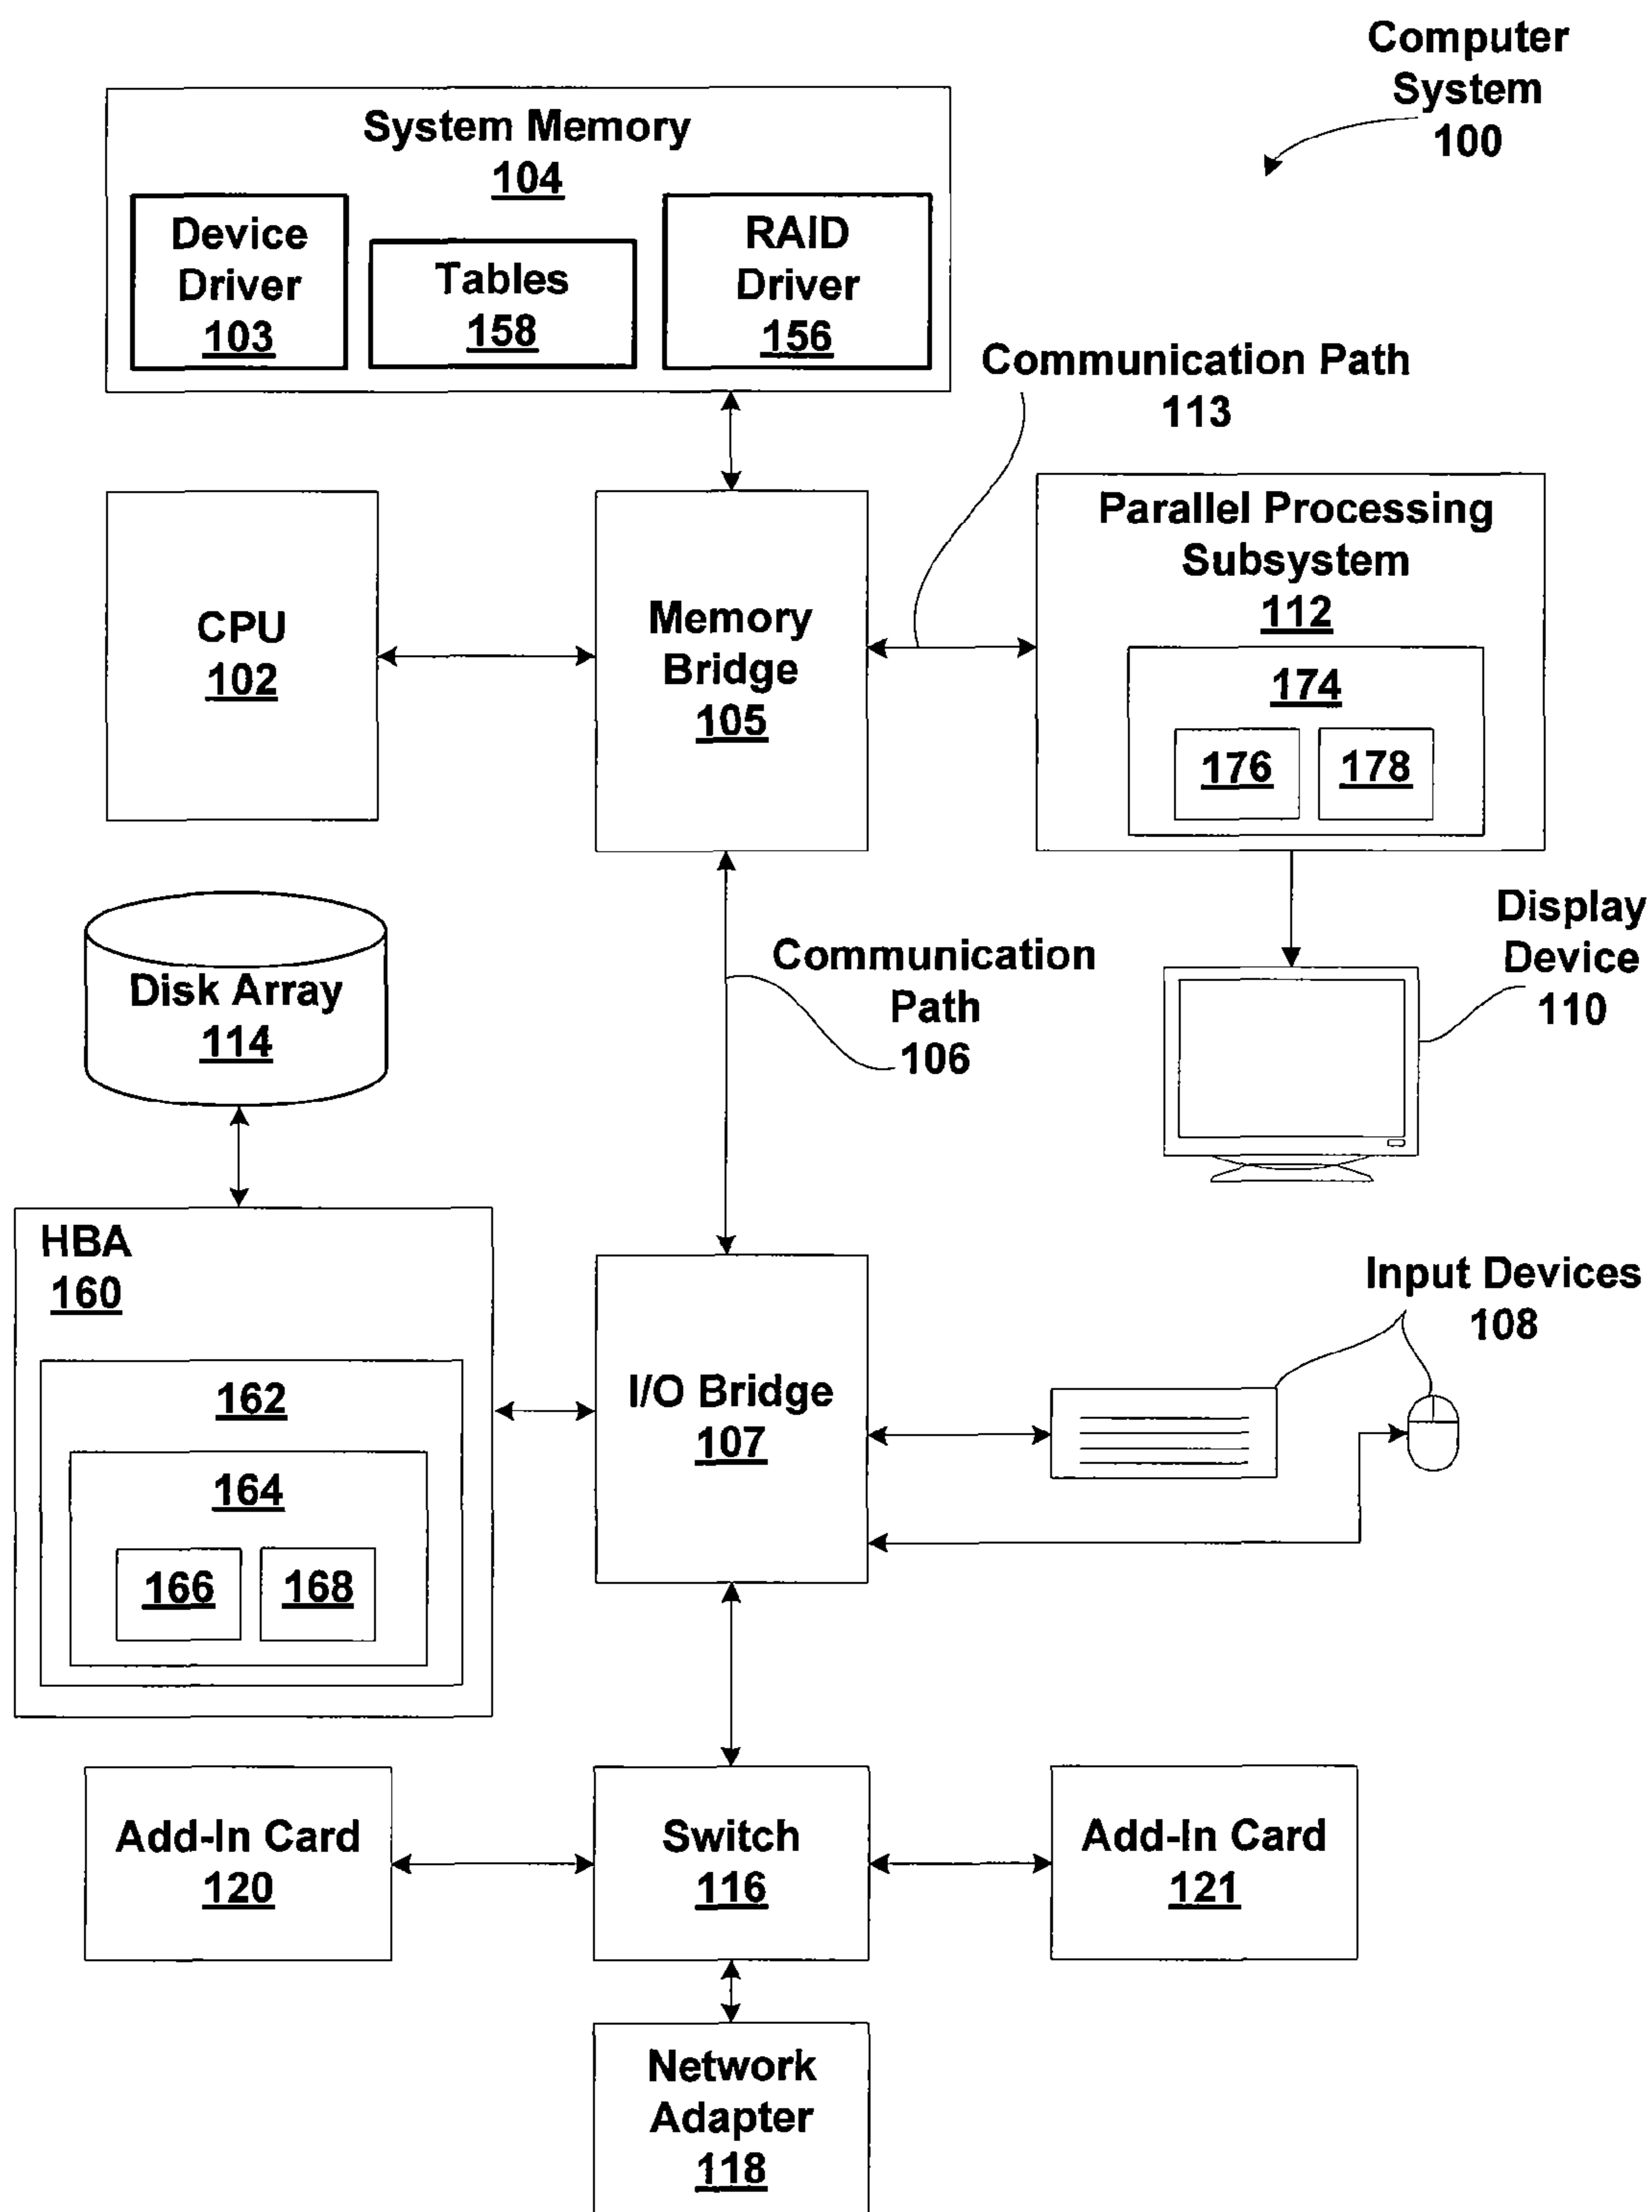 Computer
System
100
System Memory
104
Device
Driver
103
Tables
158
RAID
Driver
156
Communication Path
113
CPU
102
Memory
Bridge
105
Parallel Processing
Subsystem
112
174
176
178
Disk Array
114
Communication
Path
106
Display
Device
110
HBA
160
162
164
166
168
I/O Bridge
107
Input Devices
108
Add-In Card
120
Switch
116
Add-In Card
121
Network
Adapter
118